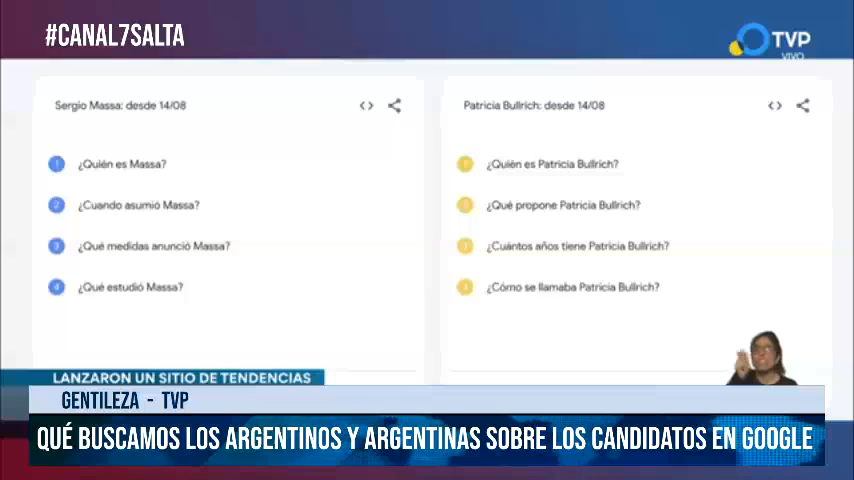 #CANAL7SALTA
TVP
VIVO
Sergio Massa: desde 14/08
1 ¿Quién es Massa?
2 ¿Cuando asumió Massa?
3 ¿Qué medidas anunció Massa?
4 ¿Qué estudió Massa?
Patricia Bullrich: desde 14/08
¿Quién es Patricia Bullrich?
¿Qué propone Patricia Bullrich?
¿Cuántos años tiene Patricia Bullrich?
¿Cómo se llamaba Patricia Bullrich?
LANZARON UN SITIO DE TENDENCIAS
GENTILEZA - TVP
QUÉ BUSCAMOS LOS ARGENTINOS Y ARGENTINAS SOBRE LOS CANDIDATOS EN GOOGLE